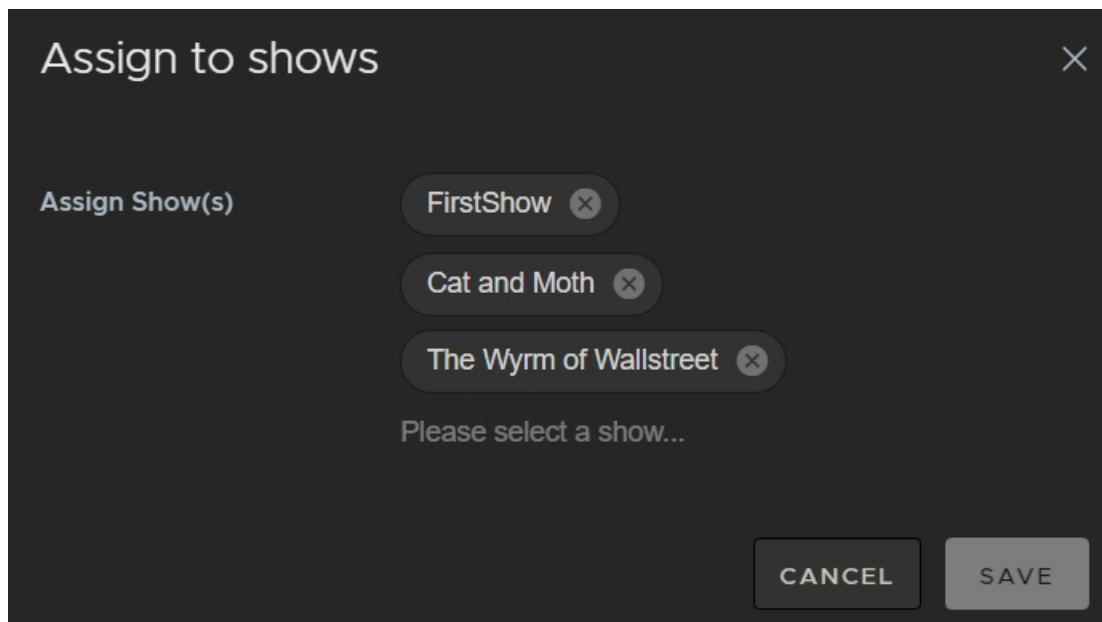 Assign to shows
Assign Show(s)
FirstShow
Cat and Moth
The Wyrm of Wallstreet
Please select a show...
CANCEL
SAVE